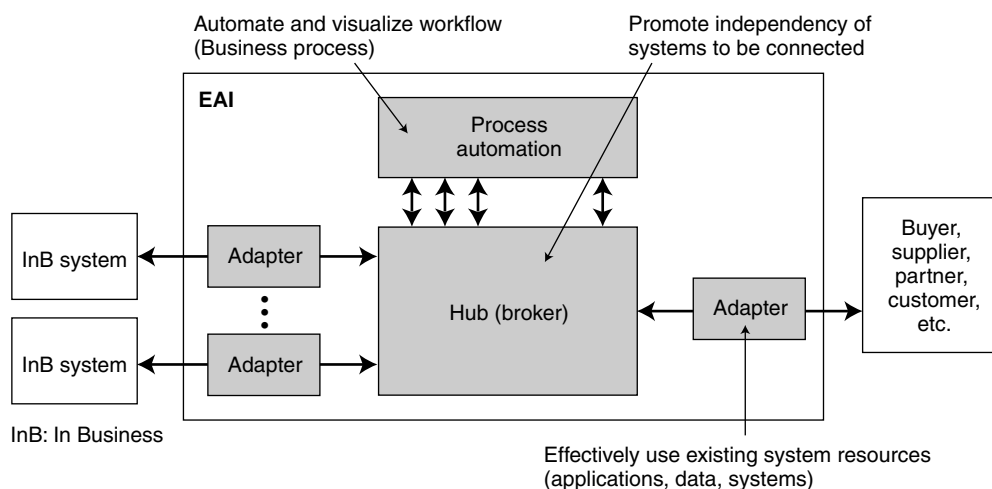 Automate and visualize workflow
(Business process)
Promote independency of
systems to be connected
EAI
Process
automation
InB system
Adapter
Hub (broker)
Adapter
Buyer,
supplier,
partner,
customer,
etc.
InB system
Adapter
InB: In Business
Effectively use existing system resources
(applications, data, systems)